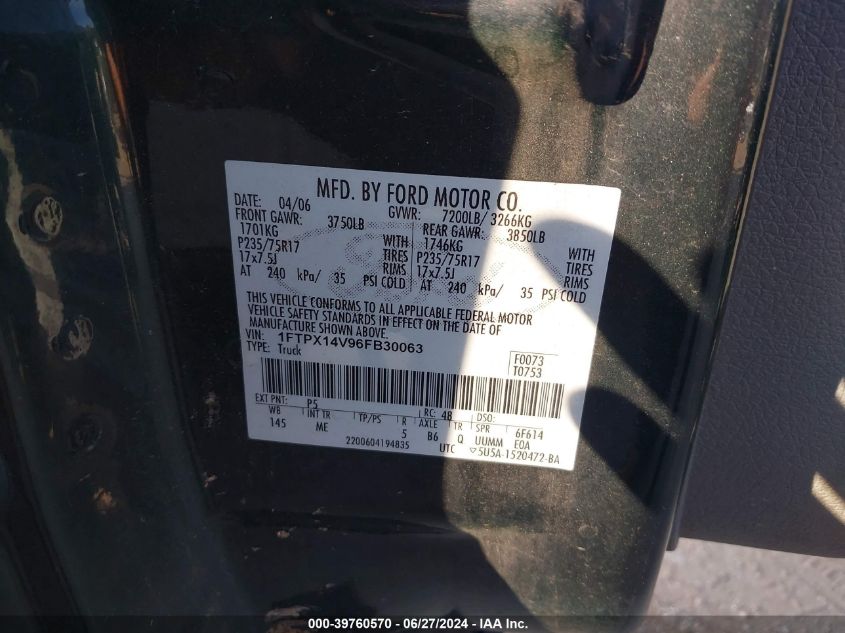 MFD. BY FORD MOTOR CO.
DATE: 04/06 GVWR: 7200LB/ 3266KG
FRONT GAWR: 3750LB REAR GAWR: 3850LB
1701KG WITH 1746KG WITH
P235/75R17 TIRES P235/75R17 TIRES
17x7.5J RIMS 17x7.5J RIMS
AT 240 kPa/ 35 PSI COLD AT 240 kPa/ 35 PSI COLD
THIS VEHICLE CONFORMS TO ALL APPLICABLE FEDERAL MOTOR
VEHICLE SAFETY STANDARDS IN EFFECT ON THE DATE OF
MANUFACTURE SHOWN ABOVE.
VIN: 1FTPX14V96FB30063
TYPE: Truck
F0073
T0753
EXT PNT: P5 RC: 48 DSO:
WB INT TR TP/PS R AXLE TR SPR 6F614
145 ME 5 B6 Q UUMM E0A
2200604194835 UTC ▽5U5A-1520472-BA
000-39760570 - 06/27/2024 - IAA Inc.